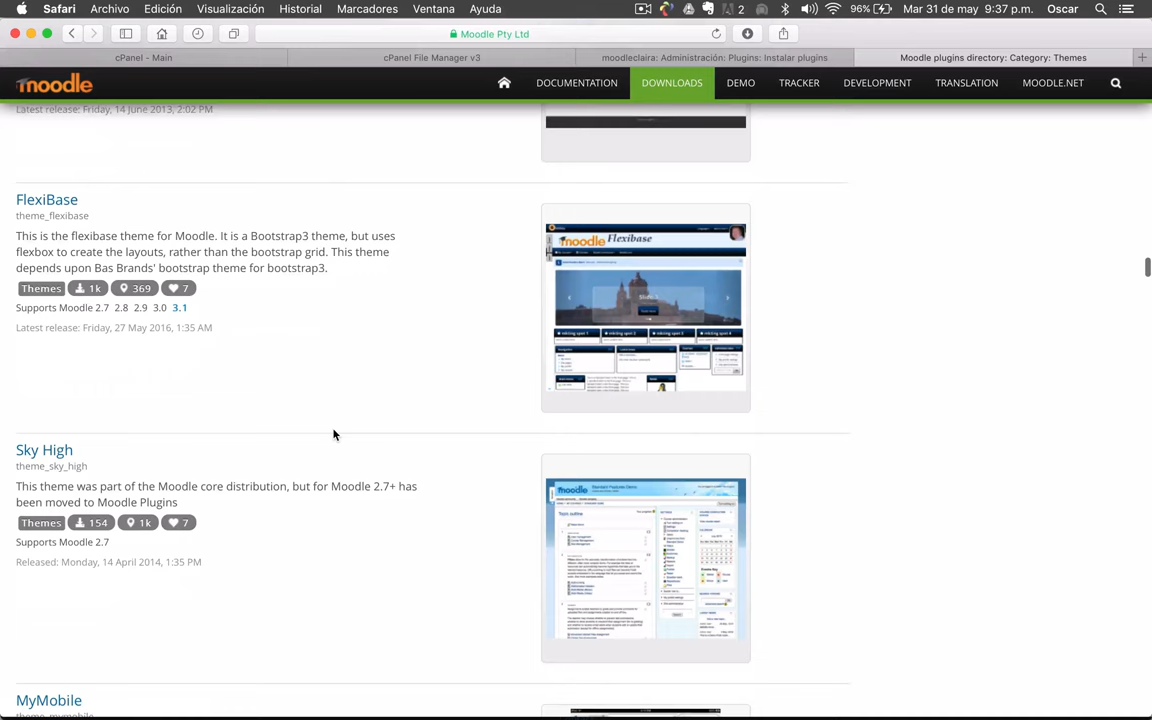 Safari Archivo Edición Visualización Historial Marcadores Ventana Ayuda 2 96% Mar 31 de may 9:37 p.m. Oscar
Moodle Pty Ltd
cPanel - Main cPanel File Manager v3 moodleclaira: Administración: Plugins: Instalar plugins Moodle plugins directory: Category: Themes
moodle DOCUMENTATION DOWNLOADS DEMO TRACKER DEVELOPMENT TRANSLATION MOODLE.NET
Latest release: Friday, 14 June 2013, 2:02 PM
FlexiBase
theme_flexibase
This is the flexibase theme for Moodle. It is a Bootstrap3 theme, but uses
flexbox to create the layouts, rather than the bootstrap grid. This theme
depends upon Bas Brands' bootstrap theme for bootstrap3.
Themes 1k 369 7
Supports Moodle 2.7 2.8 2.9 3.0 3.1
Latest release: Friday, 27 May 2016, 1:35 AM
moodle Flexibase
Sky High
theme_sky_high
This theme was part of the Moodle core distribution, but for Moodle 2.7+ has
been moved to Moodle Plugins
Themes 154 1k 7
Supports Moodle 2.7
Released: Monday, 14 April 2014, 1:35 PM
moodle
Topic outline
MyMobile
theme_mymobile